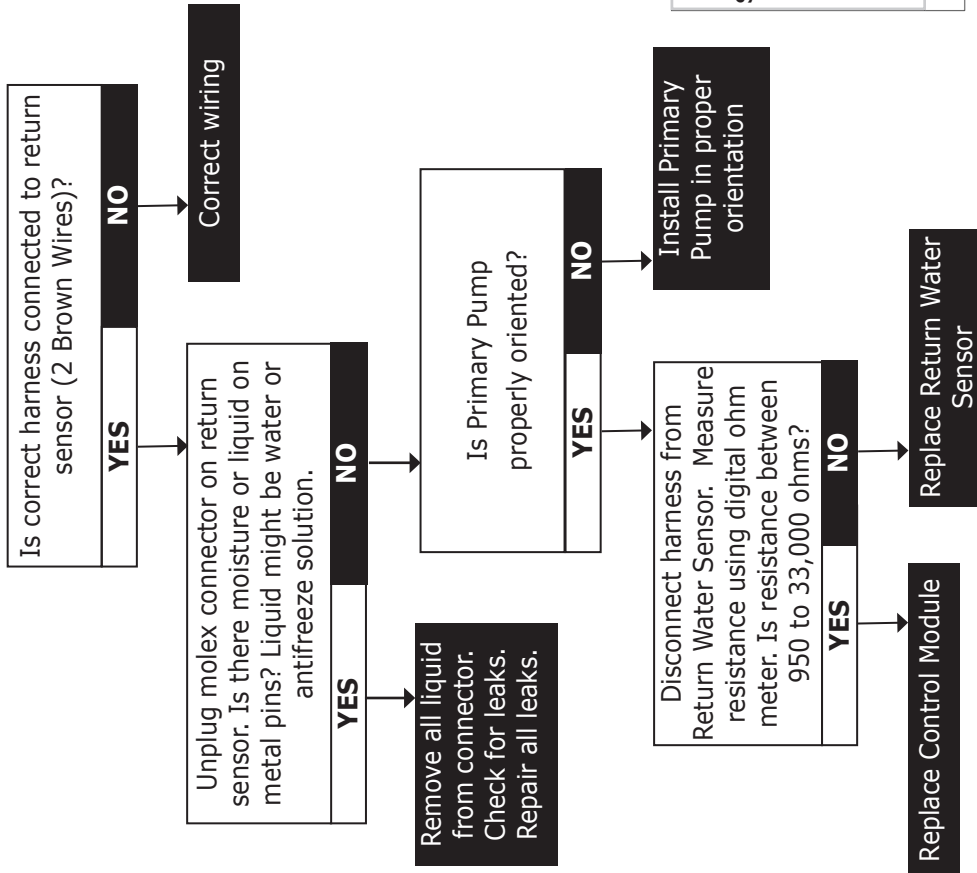 Is correct harness connected to return
sensor (2 Brown Wires)?
YES
NO
Correct wiring
Unplug molex connector on return
sensor. Is there moisture or liquid on
metal pins? Liquid might be water or
antifreeze solution.
YES
NO
Remove all liquid
from connector.
Check for leaks.
Repair all leaks.
Is Primary Pump
properly oriented?
YES
NO
Install Primary
Pump in proper
orientation
Disconnect harness from
Return Water Sensor. Measure
resistance using digital ohm
meter. Is resistance between
950 to 33,000 ohms?
YES
NO
Replace Control Module
Replace Return Water
Sensor